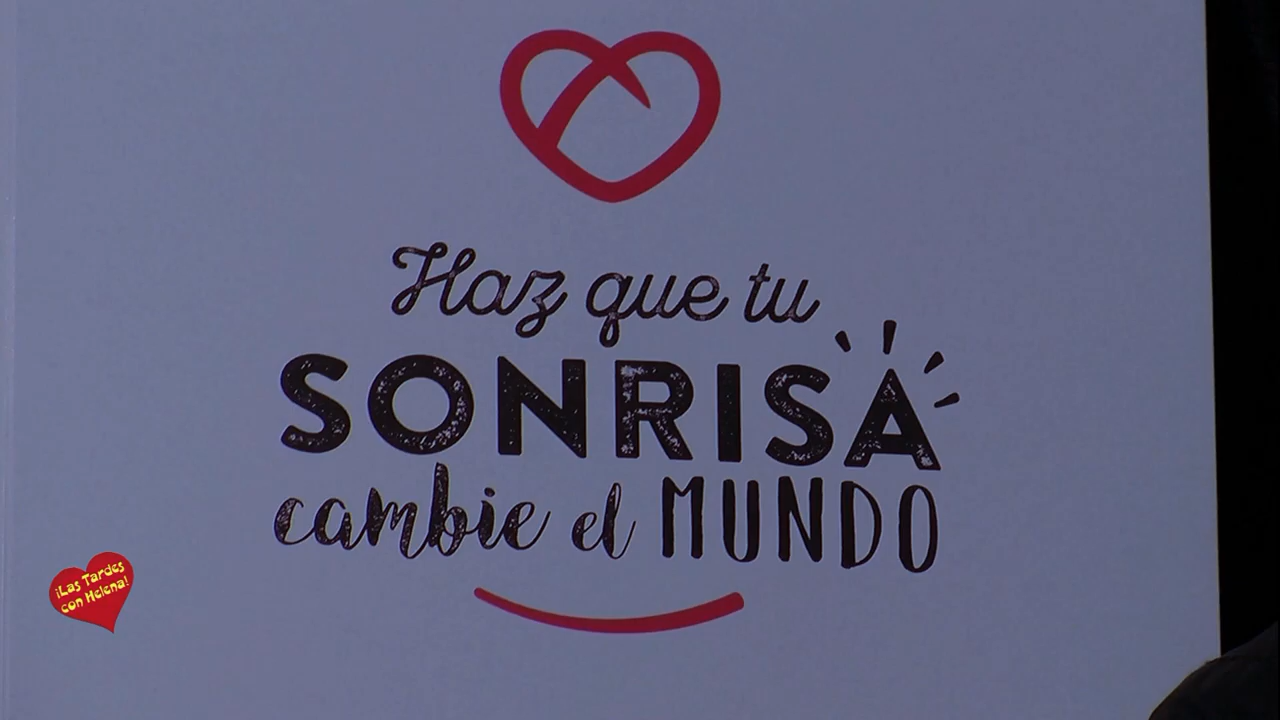 Haz que tu
SONRISA
cambie el MUNDO
¡Las Tardes
con Helena!